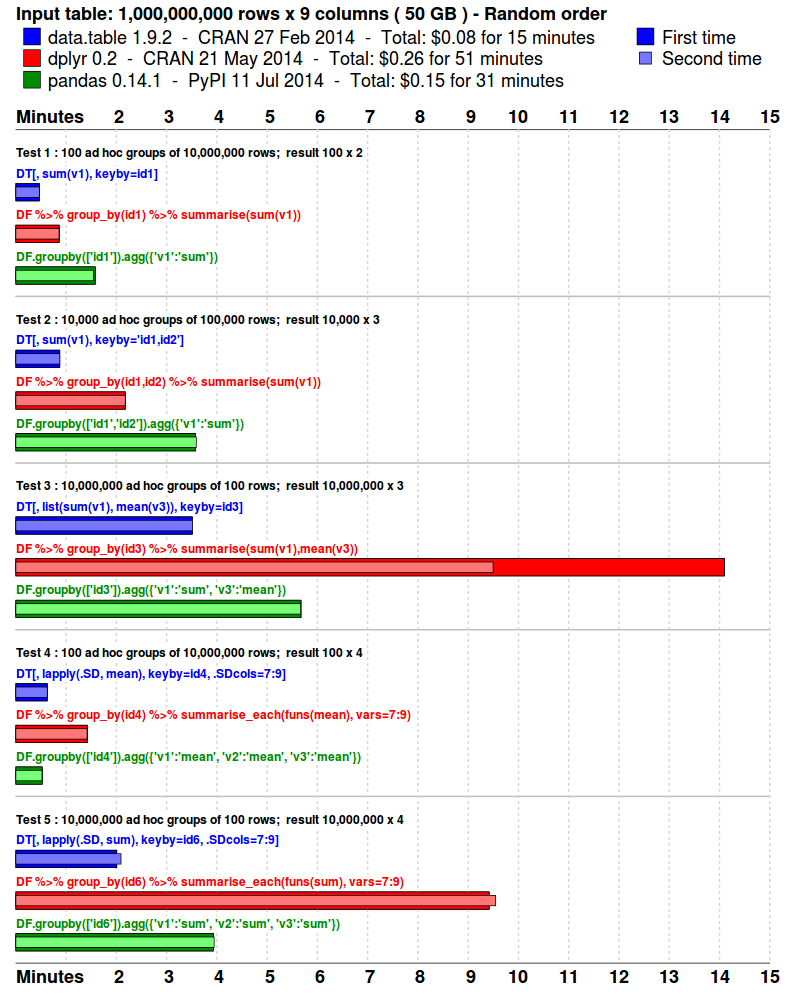 Input table: 1,000,000,000 rows x 9 columns ( 50 GB ) - Random order
data.table 1.9.2 - CRAN 27 Feb 2014 - Total: $0.08 for 15 minutes First time
dplyr 0.2 - CRAN 21 May 2014 - Total: $0.26 for 51 minutes Second time
pandas 0.14.1 - PyPI 11 Jul 2014 - Total: $0.15 for 31 minutes
Minutes 2 3 4 5 6 7 8 9 10 11 12 13 14 15
Test 1 : 100 ad hoc groups of 10,000,000 rows; result 100 x 2
DT[, sum(v1), keyby=id1]
DF %>% group_by(id1) %>% summarise(sum(v1))
DF.groupby(['id1']).agg({'v1':'sum'})
Test 2 : 10,000 ad hoc groups of 100,000 rows; result 10,000 x 3
DT[, sum(v1), keyby='id1,id2']
DF %>% group_by(id1,id2) %>% summarise(sum(v1))
DF.groupby(['id1','id2']).agg({'v1':'sum'})
Test 3 : 10,000,000 ad hoc groups of 100 rows; result 10,000,000 x 3
DT[, list(sum(v1), mean(v3)), keyby=id3]
DF %>% group_by(id3) %>% summarise(sum(v1),mean(v3))
DF.groupby(['id3']).agg({'v1':'sum', 'v3':'mean'})
Test 4 : 100 ad hoc groups of 10,000,000 rows; result 100 x 4
DT[, lapply(.SD, mean), keyby=id4, .SDcols=7:9]
DF %>% group_by(id4) %>% summarise_each(funs(mean), vars=7:9)
DF.groupby(['id4']).agg({'v1':'mean', 'v2':'mean', 'v3':'mean'})
Test 5 : 10,000,000 ad hoc groups of 100 rows; result 10,000,000 x 4
DT[, lapply(.SD, sum), keyby=id6, .SDcols=7:9]
DF %>% group_by(id6) %>% summarise_each(funs(sum), vars=7:9)
DF.groupby(['id6']).agg({'v1':'sum', 'v2':'sum', 'v3':'sum'})
Minutes 2 3 4 5 6 7 8 9 10 11 12 13 14 15